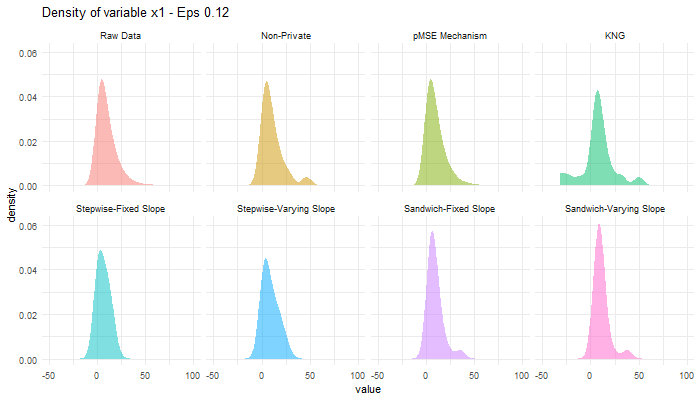 Density of variable x1 - Eps 0.12
Raw Data Non-Private pMSE Mechanism KNG
0.06
0.04
0.02
0.00
density
Stepwise-Fixed Slope Stepwise-Varying Slope Sandwich-Fixed Slope Sandwich-Varying Slope
0.06
0.04
0.02
0.00
-50 0 50 100 -50 0 50 100 -50 0 50 100 -50 0 50 100
value